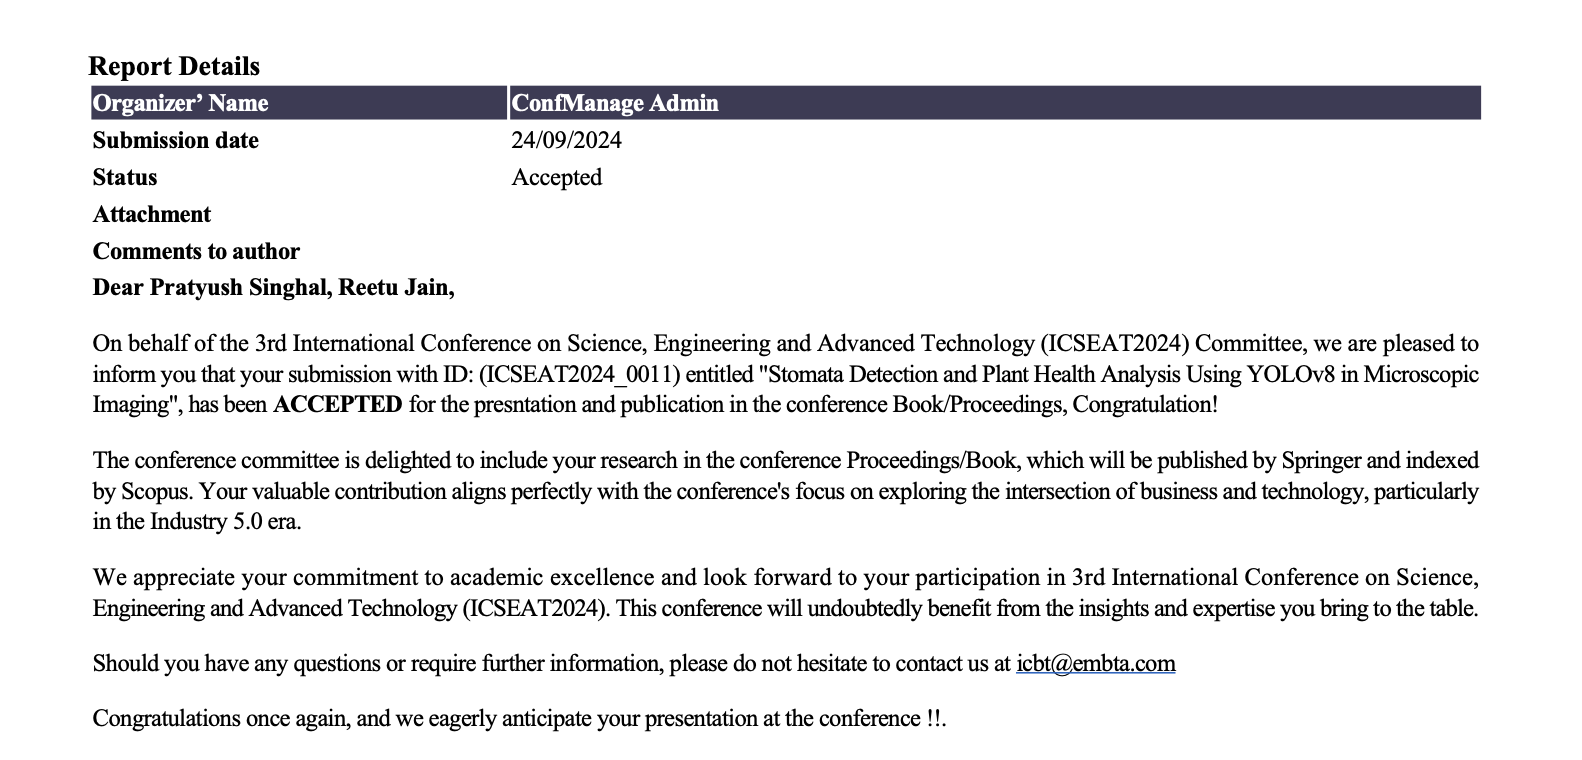 Report Details
Organizer’ Name ConfManage Admin
Submission date 24/09/2024
Status Accepted
Attachment
Comments to author
Dear Pratyush Singhal, Reetu Jain,
On behalf of the 3rd International Conference on Science, Engineering and Advanced Technology (ICSEAT2024) Committee, we are pleased to
inform you that your submission with ID: (ICSEAT2024_0011) entitled "Stomata Detection and Plant Health Analysis Using YOLOv8 in Microscopic
Imaging", has been ACCEPTED for the presntation and publication in the conference Book/Proceedings, Congratulation!
The conference committee is delighted to include your research in the conference Proceedings/Book, which will be published by Springer and indexed
by Scopus. Your valuable contribution aligns perfectly with the conference's focus on exploring the intersection of business and technology, particularly
in the Industry 5.0 era.
We appreciate your commitment to academic excellence and look forward to your participation in 3rd International Conference on Science,
Engineering and Advanced Technology (ICSEAT2024). This conference will undoubtedly benefit from the insights and expertise you bring to the table.
Should you have any questions or require further information, please do not hesitate to contact us at icbt@embta.com
Congratulations once again, and we eagerly anticipate your presentation at the conference !!.